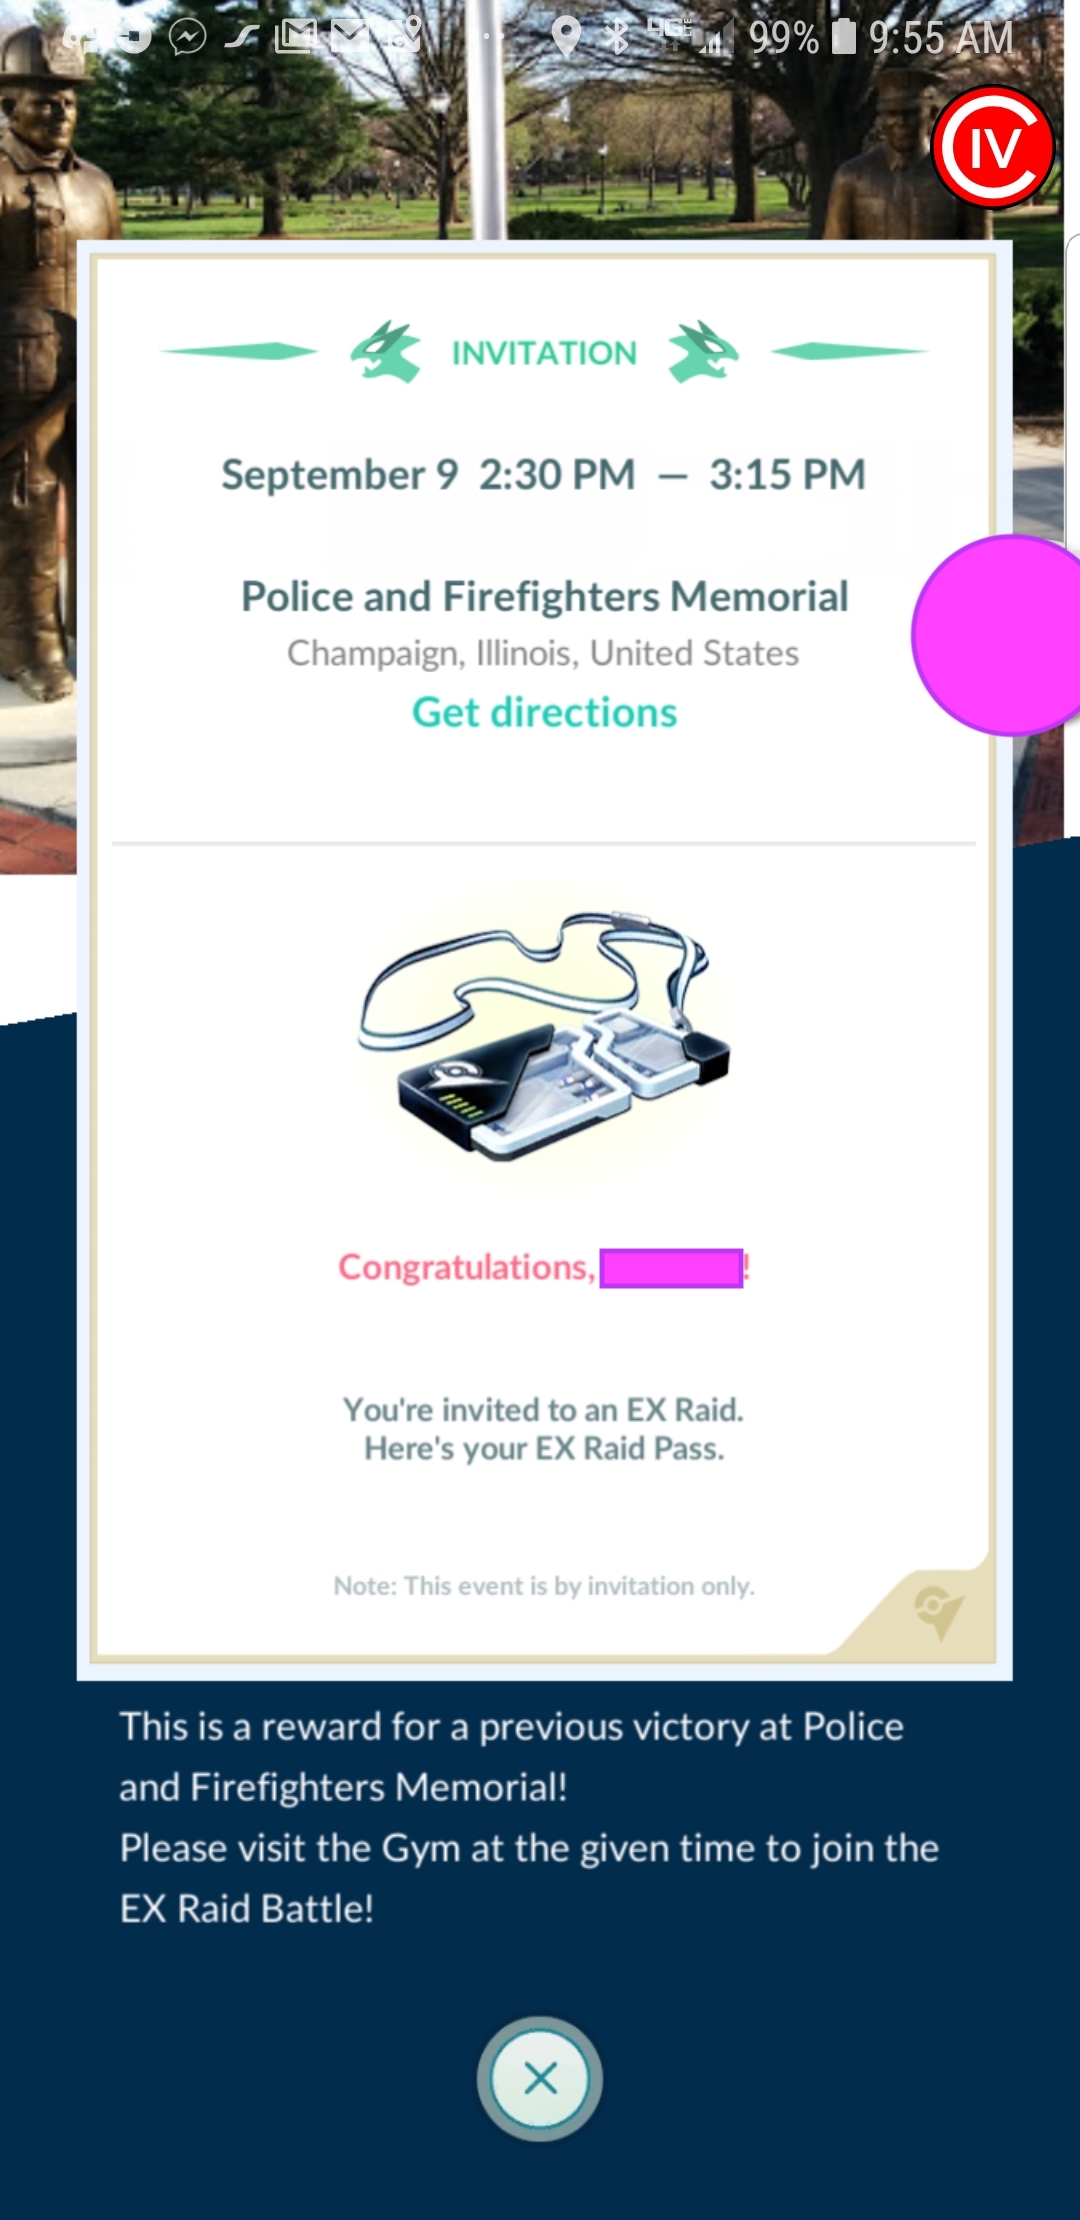 99% 9:55 AM
IV
INVITATION
September 9 2:30 PM — 3:15 PM
Police and Firefighters Memorial
Champaign, Illinois, United States
Get directions
Congratulations, !
You're invited to an EX Raid.
Here's your EX Raid Pass.
Note: This event is by invitation only.
This is a reward for a previous victory at Police
and Firefighters Memorial!
Please visit the Gym at the given time to join the
EX Raid Battle!